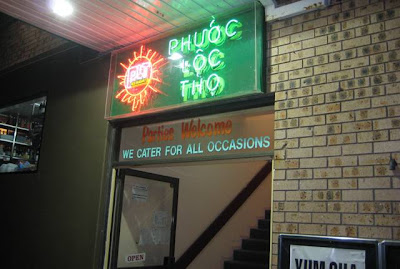 PHƯỚC
LỘC
THỌ
Parties Welcome
WE CATER FOR ALL OCCASIONS
OPEN
YUM CHA